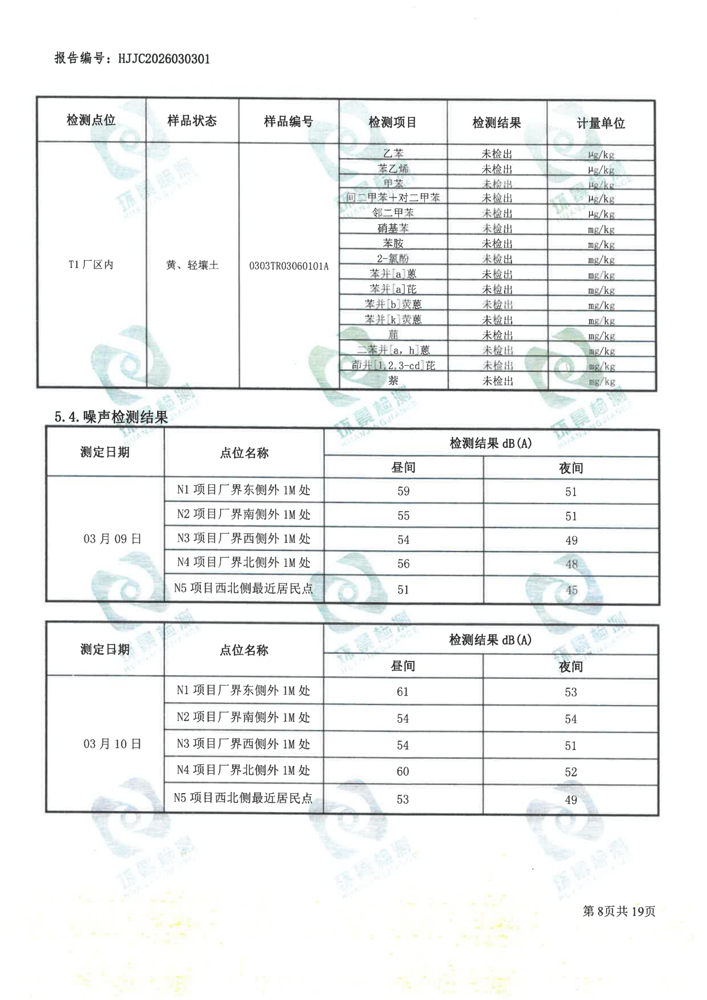 报告编号：HJJC2026030301
检测点位 样品状态 样品编号 检测项目 检测结果 计量单位
T1 厂区内 黄、轻壤土 0303TR03060101A
乙苯 未检出 μg/kg
苯乙烯 未检出 μg/kg
甲苯 未检出 μg/kg
间二甲苯＋对二甲苯 未检出 μg/kg
邻二甲苯 未检出 μg/kg
硝基苯 未检出 mg/kg
苯胺 未检出 mg/kg
2-氯酚 未检出 mg/kg
苯并[a]蒽 未检出 mg/kg
苯并[a]芘 未检出 mg/kg
苯并[b]荧蒽 未检出 mg/kg
苯并[k]荧蒽 未检出 mg/kg
䓛 未检出 mg/kg
二苯并[a，h]蒽 未检出 mg/kg
茚并[1,2,3-cd]芘 未检出 mg/kg
萘 未检出 mg/kg
5.4.噪声检测结果
测定日期 点位名称 检测结果 dB(A)
昼间 夜间
03 月 09 日
N1 项目厂界东侧外 1M 处 59 51
N2 项目厂界南侧外 1M 处 55 51
N3 项目厂界西侧外 1M 处 54 49
N4 项目厂界北侧外 1M 处 56 48
N5 项目西北侧最近居民点 51 45
测定日期 点位名称 检测结果 dB(A)
昼间 夜间
03 月 10 日
N1 项目厂界东侧外 1M 处 61 53
N2 项目厂界南侧外 1M 处 54 54
N3 项目厂界西侧外 1M 处 54 51
N4 项目厂界北侧外 1M 处 60 52
N5 项目西北侧最近居民点 53 49
第 8页共 19页
环景检测
HUANJINGJIANCE